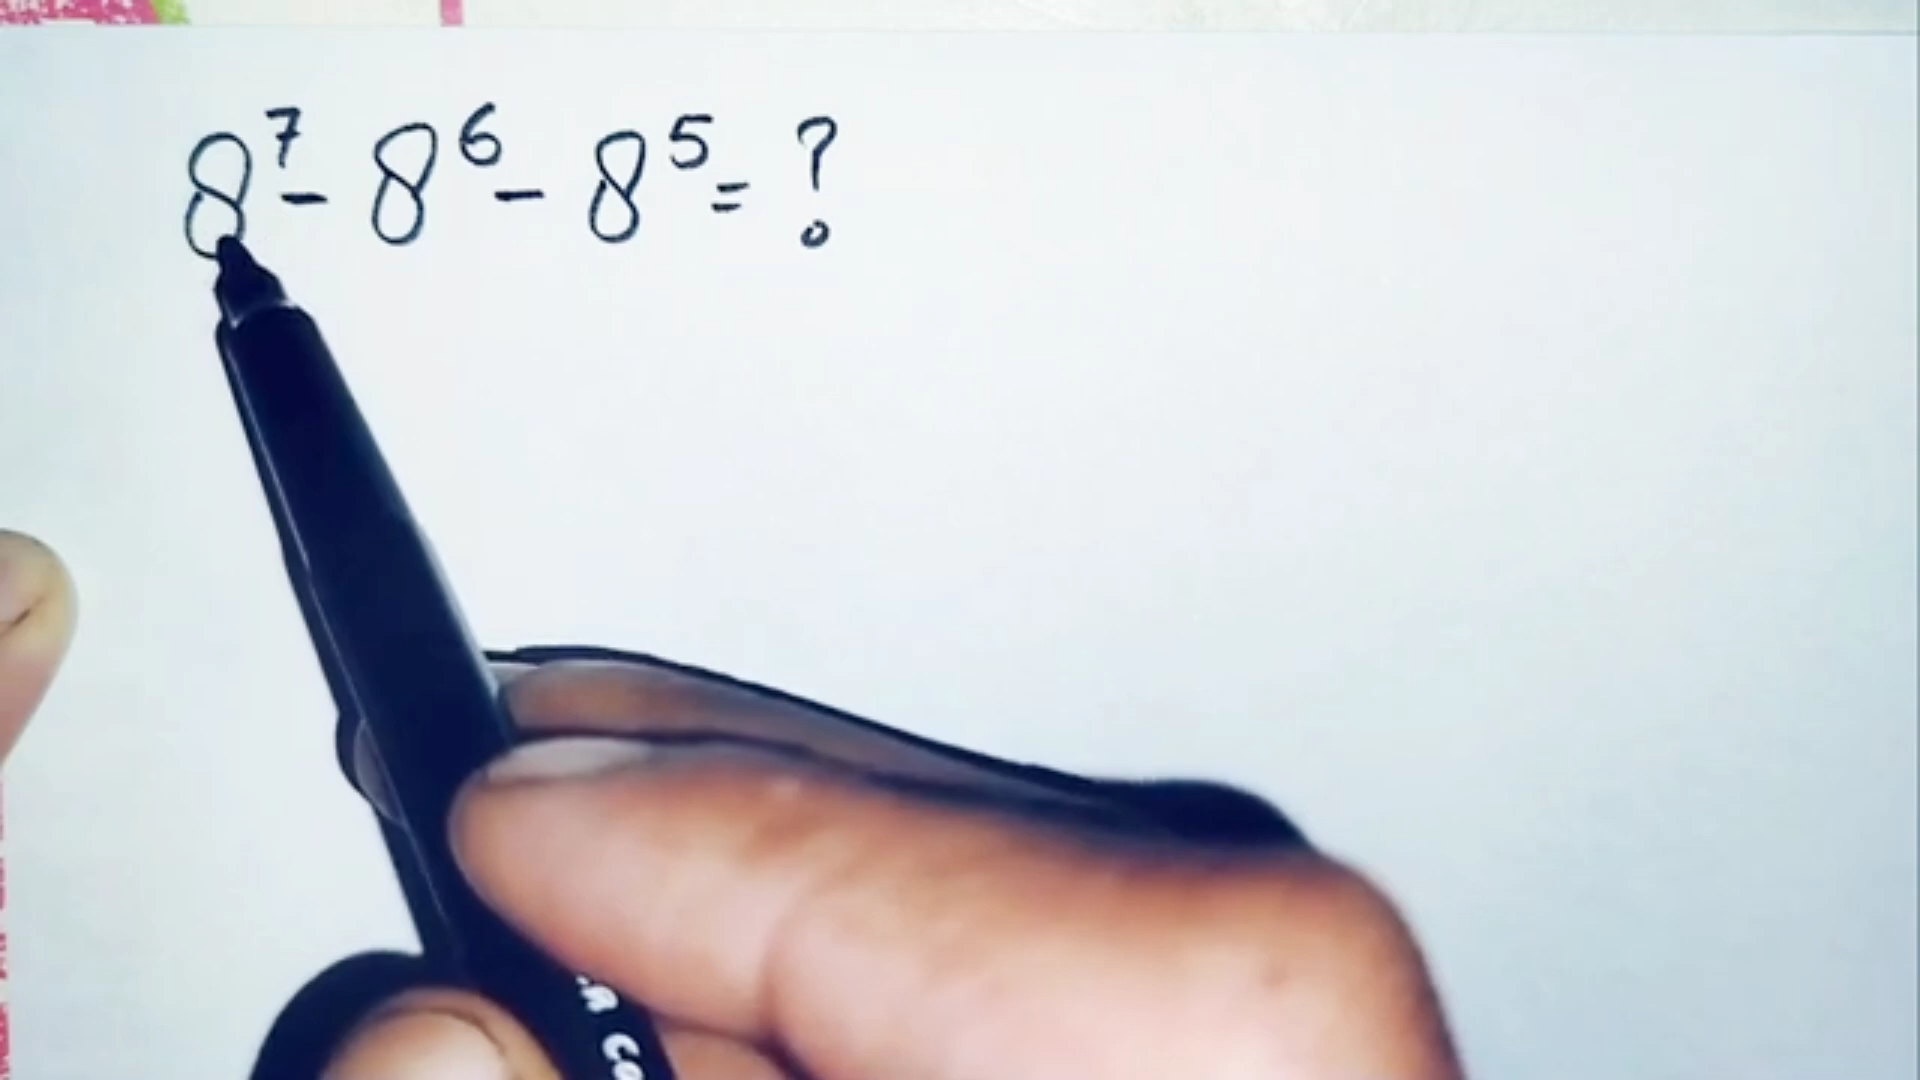 8⁷ - 8⁶ - 8⁵ = ?